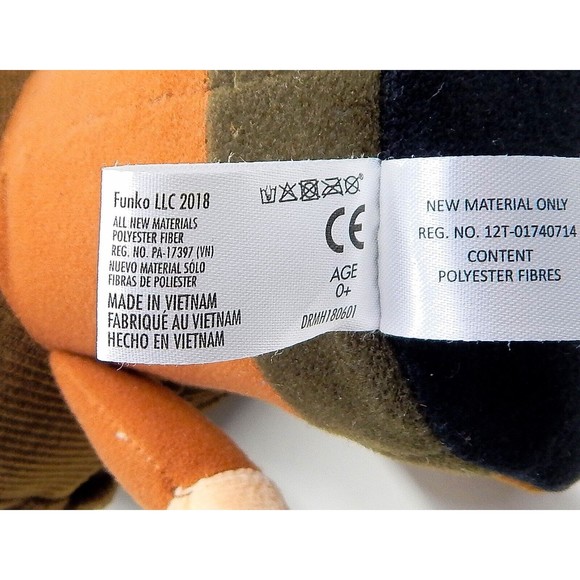 Funko LLC 2018
ALL NEW MATERIALS
POLYESTER FIBER
REG. NO. PA-17397 (VN)
NUEVO MATERIAL SÓLO
FIBRAS DE POLIESTER
MADE IN VIETNAM
FABRIQUÉ AU VIETNAM
HECHO EN VIETNAM
CE
AGE
0+
DRMH180601
NEW MATERIAL ONLY
REG. NO. 12T-01740714
CONTENT
POLYESTER FIBRES